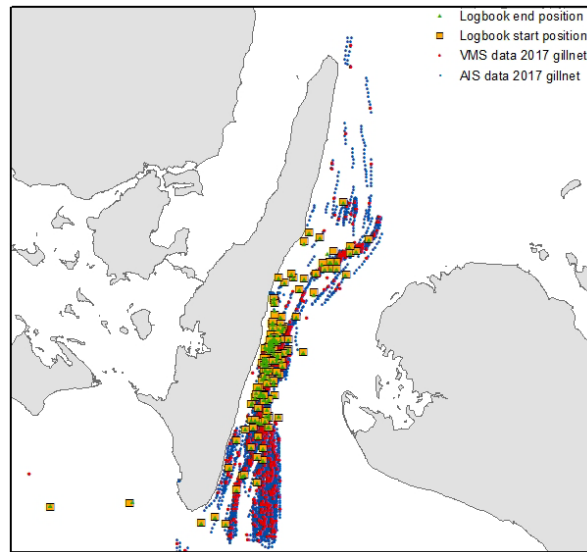 Logbook end position
Logbook start position
VMS data 2017 gillnet
AIS data 2017 gillnet